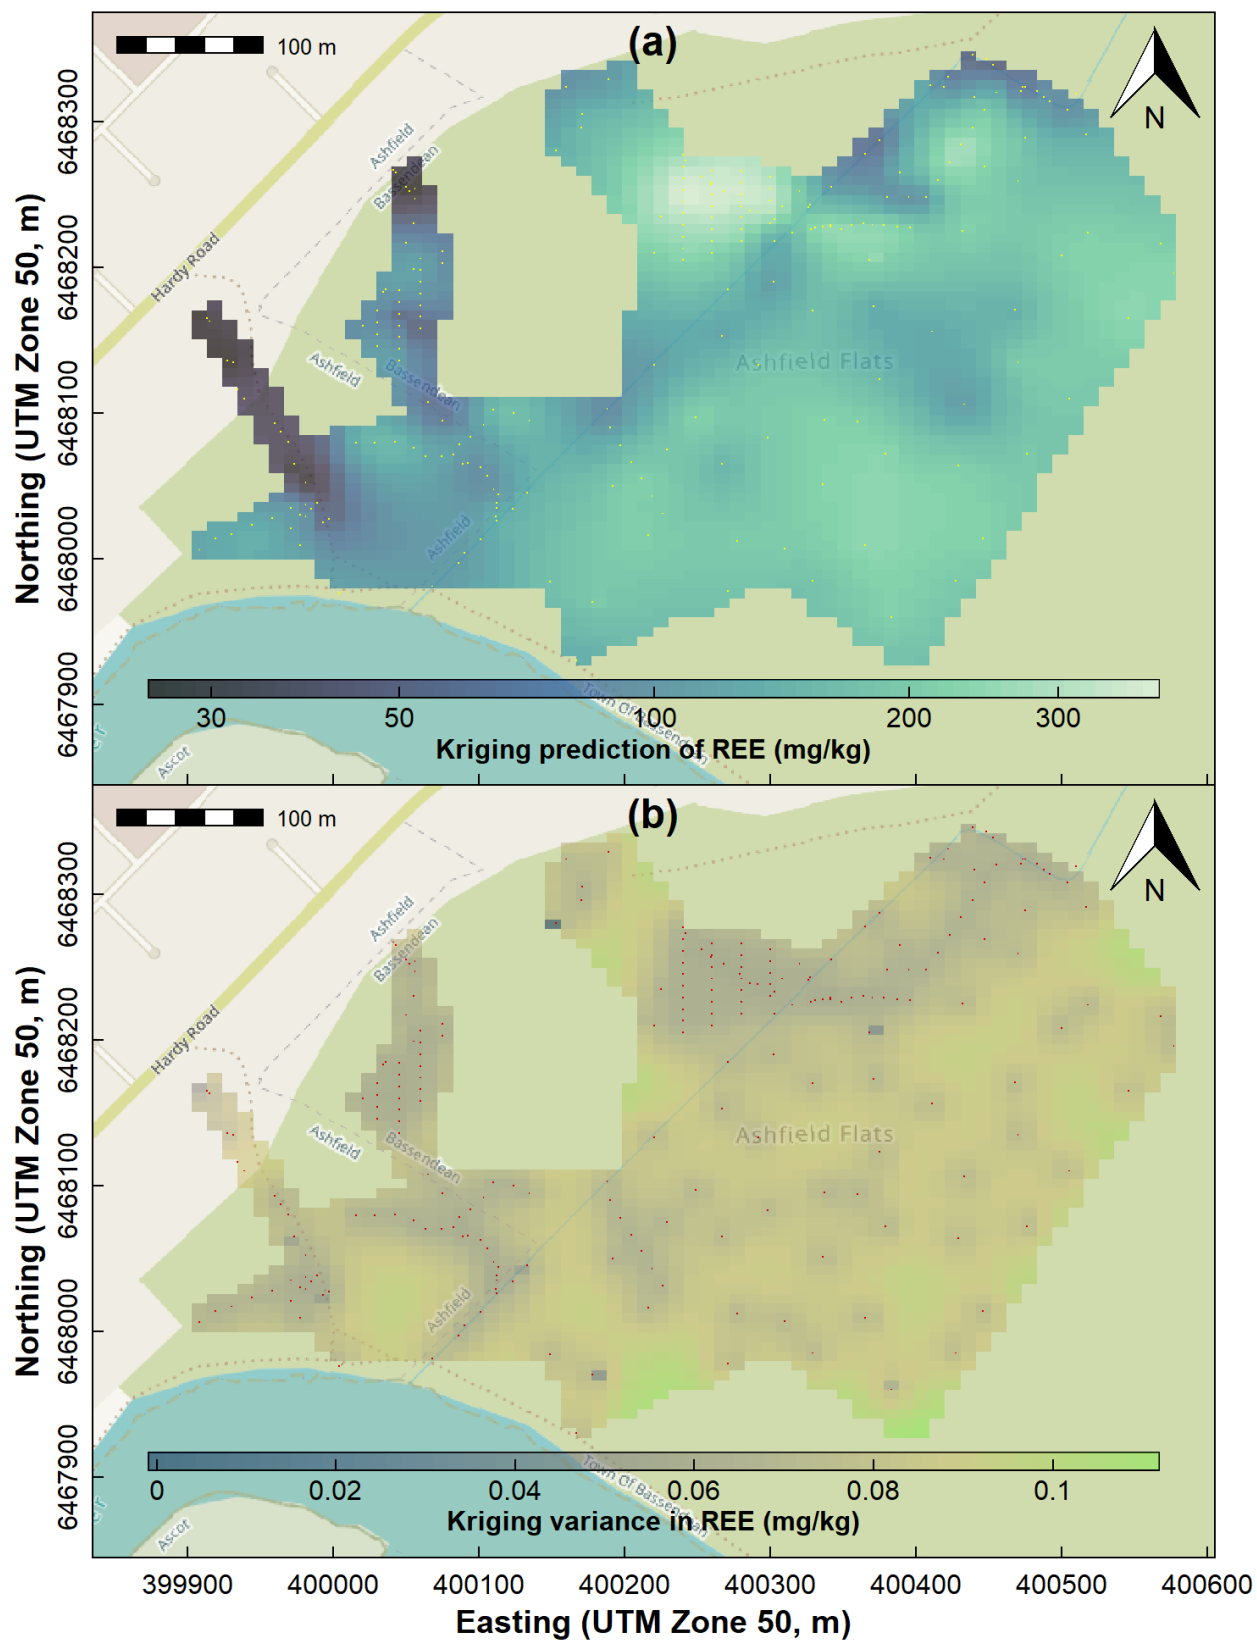 (a)
100 m
N
6468300
6468200
6468100
6468000
6467900
Northing (UTM Zone 50, m)
Hardy Road
Ashfield
Bassendean
Ashfield
Bassendean
Ashfield Flats
Ashfield
Town Of Bassendean
Ascot
30 50 100 200 300
Kriging prediction of REE (mg/kg)
(b)
100 m
N
6468300
6468200
6468100
6468000
6467900
Northing (UTM Zone 50, m)
Hardy Road
Ashfield
Bassendean
Ashfield
Bassendean
Ashfield Flats
Ashfield
Town Of Bassendean
Ascot
0 0.02 0.04 0.06 0.08 0.1
Kriging variance in REE (mg/kg)
399900 400000 400100 400200 400300 400400 400500 400600
Easting (UTM Zone 50, m)